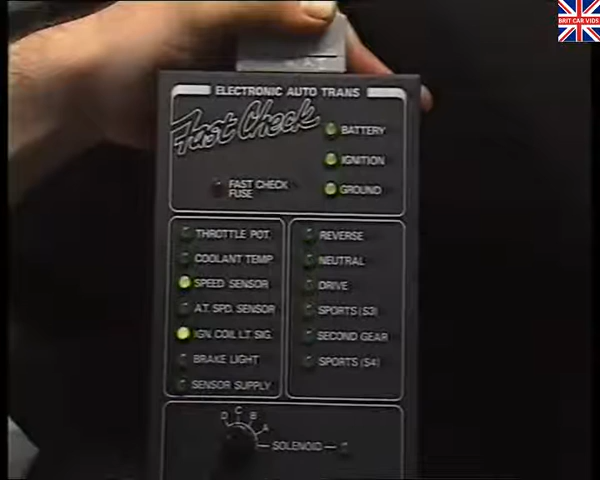 BRIT CAR VIDS
ELECTRONIC AUTO TRANS
Fast Check
BATTERY
IGNITION
FAST CHECK
FUSE
GROUND
THROTTLE POT.
COOLANT TEMP
SPEED SENSOR
A.T. SPD. SENSOR
IGN. COIL LT SIG.
BRAKE LIGHT
SENSOR SUPPLY
REVERSE
NEUTRAL
DRIVE
SPORTS (S3)
SECOND GEAR
SPORTS (S4)
D C B A
SOLENOID